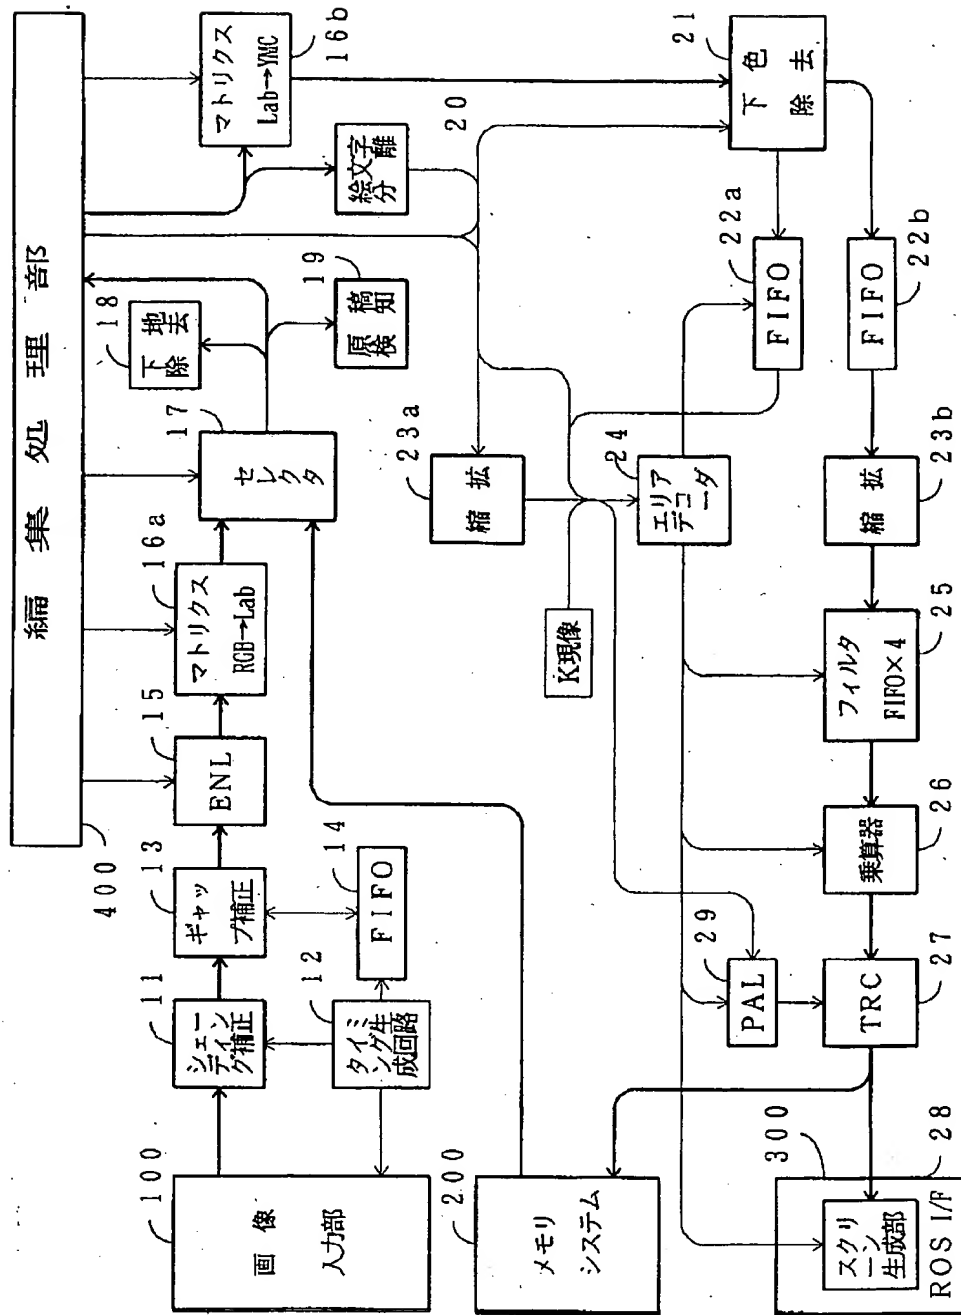 編集処理部
400
画像
入力部
100
シェー
ディン
グ補正
11
タイミ
ング生
成回路
12
ギャッ
プ補正
13
FIFO
14
ENL
15
マトリクス
RGB→Lab
16a
セレ
クタ
17
下地
除去
18
原稿
検知
19
マトリクス
Lab→YMC
16b
絵文字
分離
20
下色
除去
21
FIFO
22a
FIFO
22b
縮拡
23a
縮拡
23b
エリア
デコ
ーダ
24
K現像
フィルタ
FIFO×4
25
乗算器
26
TRC
27
PAL
29
メモリ
システム
200
スクリ
ーン
生成部
ROS I/F
300
28